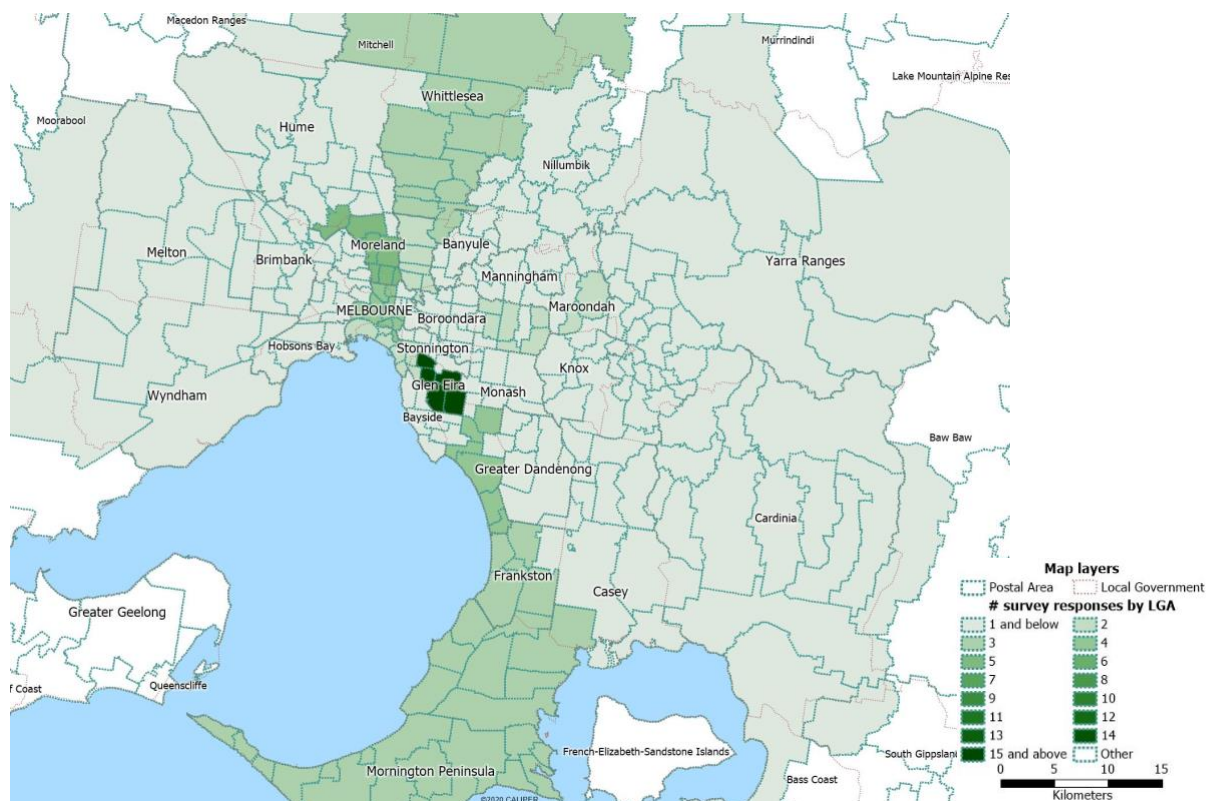 Macedon Ranges
Mitchell
Murrindindi
Lake Mountain Alpine Res
Whittlesea
Moorabool
Hume
Nillumbik
Moreland
Banyule
Melton
Brimbank
Manningham
Yarra Ranges
MELBOURNE
Maroondah
Boroondara
Hobsons Bay
Stonnington
Knox
Glen Eira
Monash
Wyndham
Bayside
Baw Baw
Greater Dandenong
Cardinia
Frankston
Casey
Greater Geelong
Queenscliffe
f Coast
French-Elizabeth-Sandstone Islands
South Gippslan
Mornington Peninsula
Bass Coast
©2020 CALIPER
Map layers
Postal Area Local Government
# survey responses by LGA
1 and below 2
3 4
5 6
7 8
9 10
11 12
13 14
15 and above Other
0 5 10 15
Kilometers